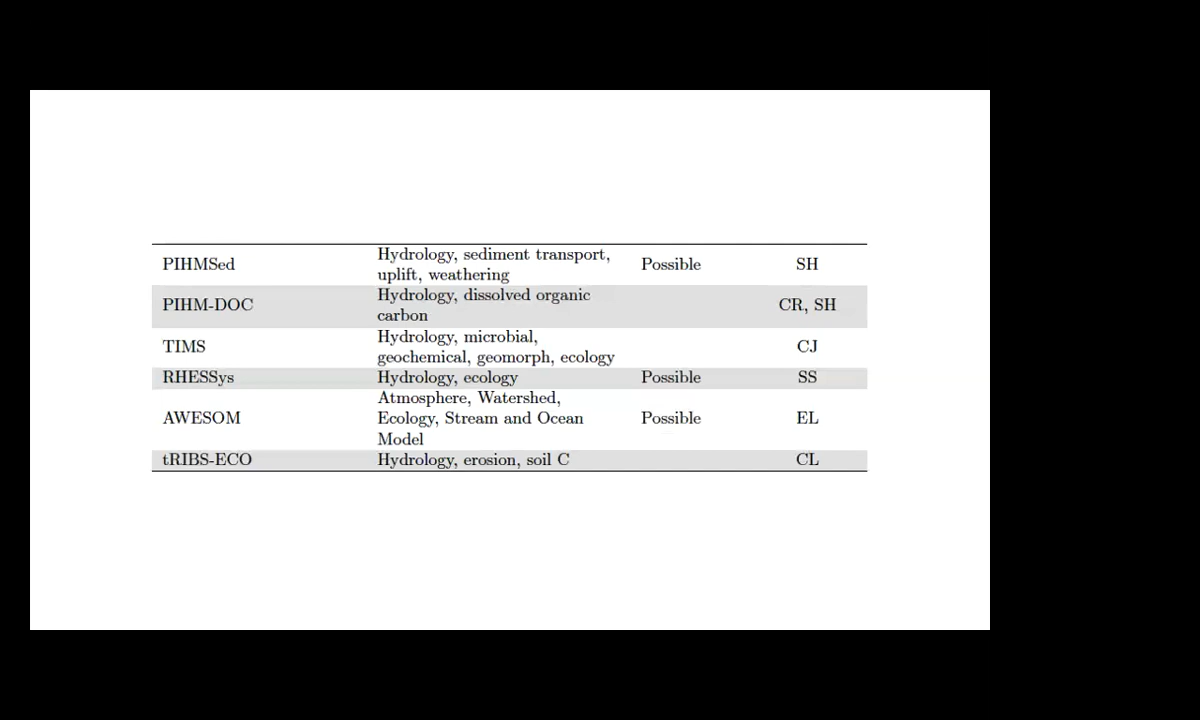 PIHMSed Hydrology, sediment transport, uplift, weathering Possible SH
PIHM-DOC Hydrology, dissolved organic carbon CR, SH
TIMS Hydrology, microbial, geochemical, geomorph, ecology CJ
RHESSys Hydrology, ecology Possible SS
AWESOM Atmosphere, Watershed, Ecology, Stream and Ocean Model Possible EL
tRIBS-ECO Hydrology, erosion, soil C CL